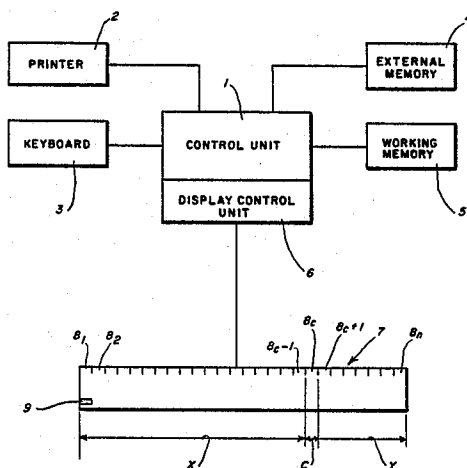 2
PRINTER
EXTERNAL MEMORY
1
KEYBOARD
3
CONTROL UNIT
WORKING MEMORY
5
DISPLAY CONTROL UNIT
6
8₁ 8₂ 8c-1 8c 8c+1 7 8n
9
X C Y